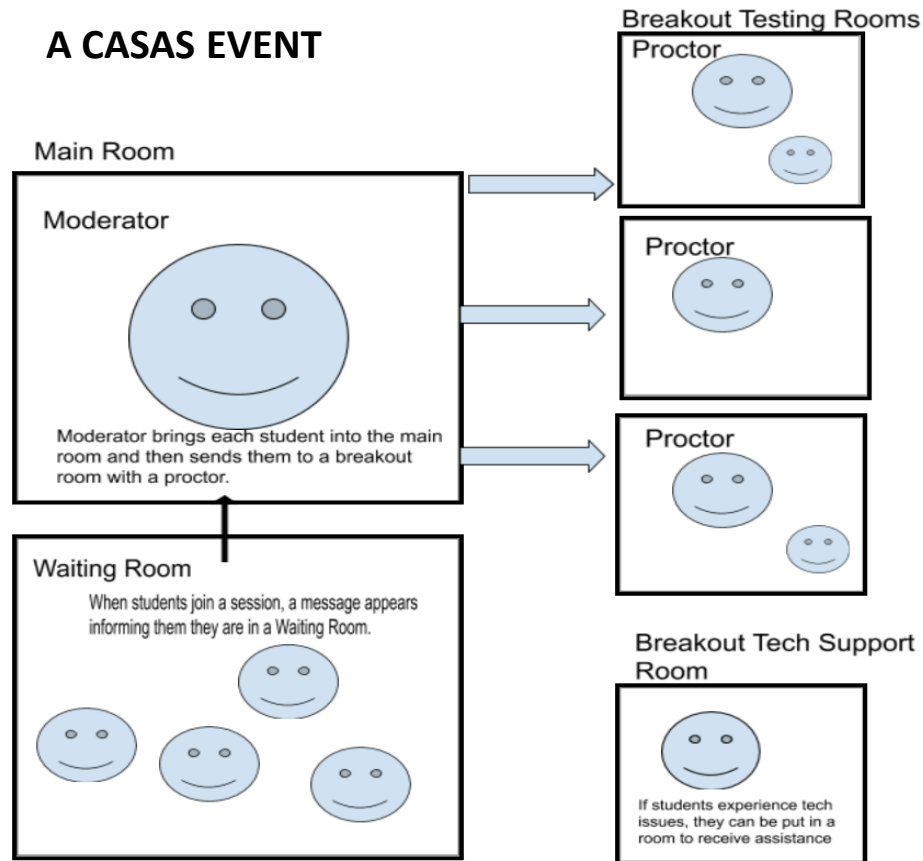 A CASAS EVENT
Main Room
Moderator
Moderator brings each student into the main
room and then sends them to a breakout
room with a proctor.
Waiting Room
When students join a session, a message appears
informing them they are in a Waiting Room.
Breakout Testing Rooms
Proctor
Proctor
Proctor
Breakout Tech Support
Room
If students experience tech
issues, they can be put in a
room to receive assistance